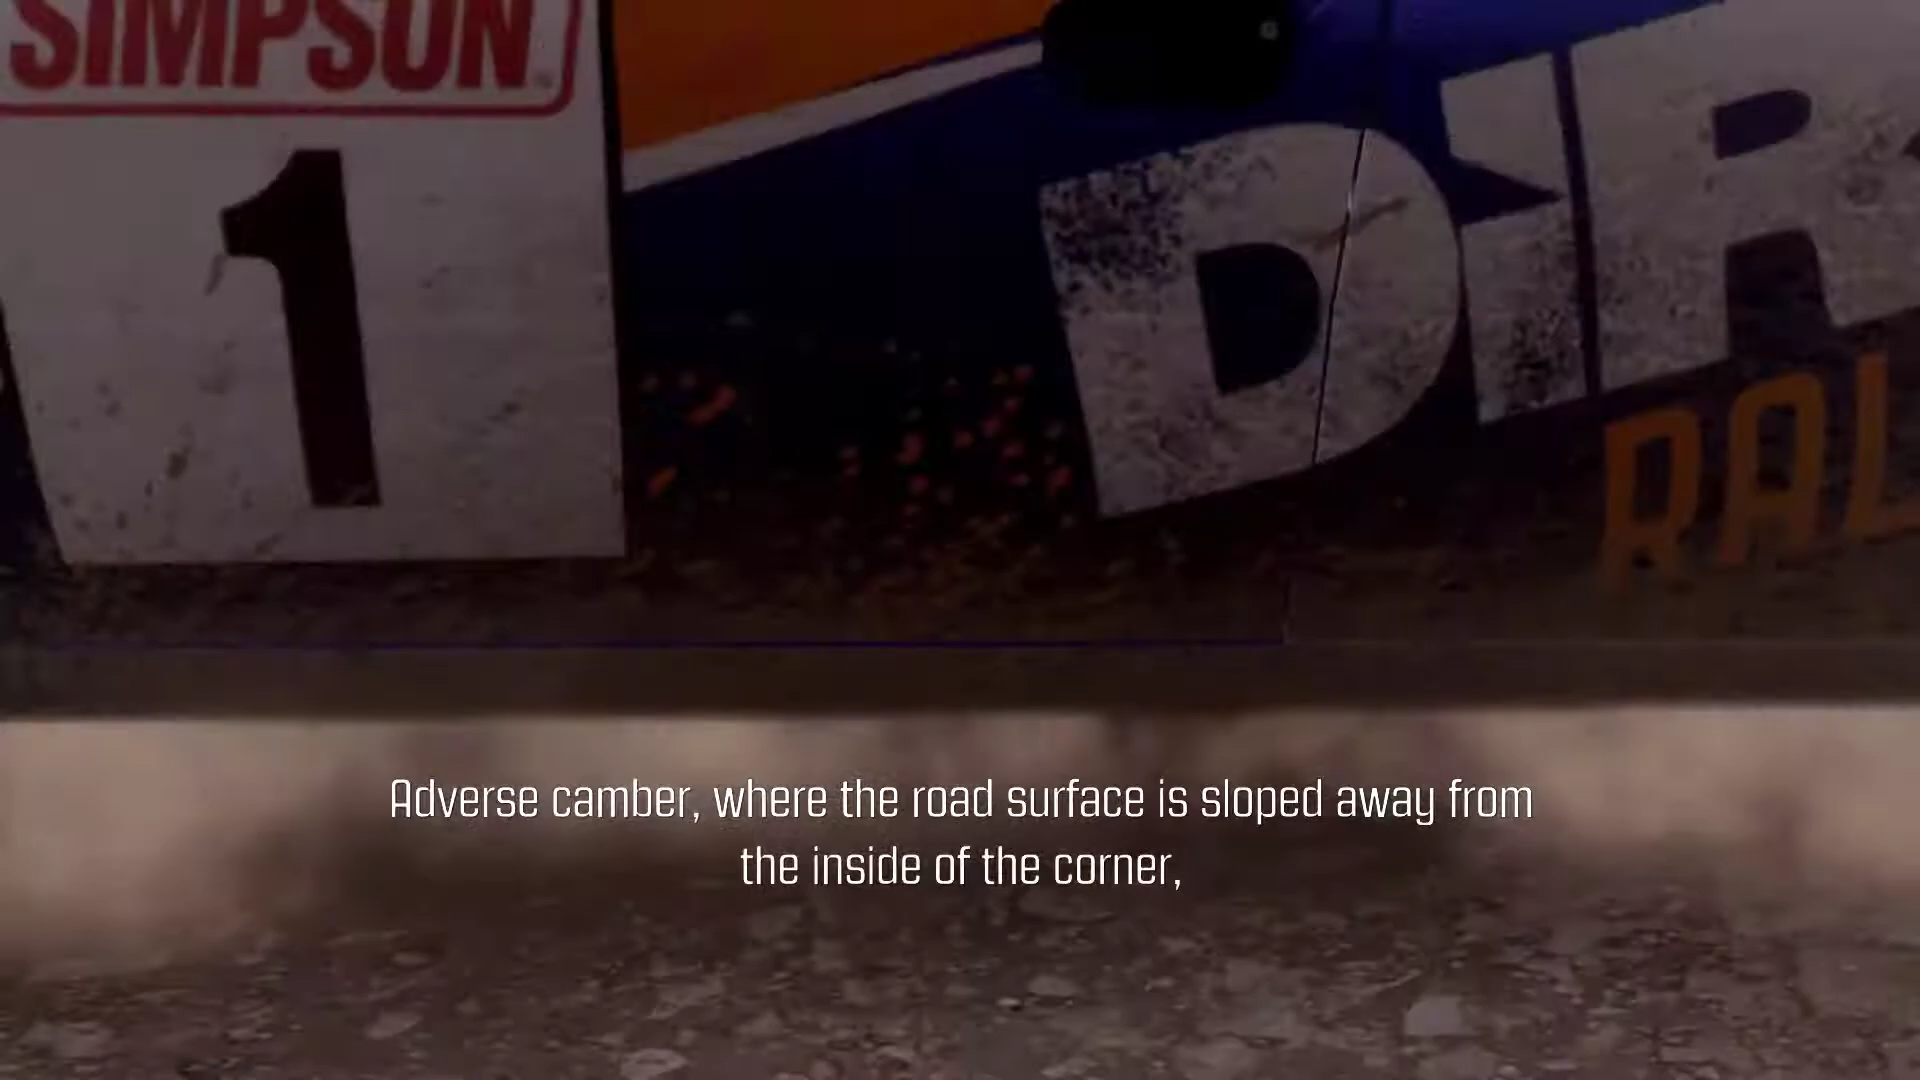 SIMPSON
1
DiR
RAL
Adverse camber, where the road surface is sloped away from
the inside of the corner,